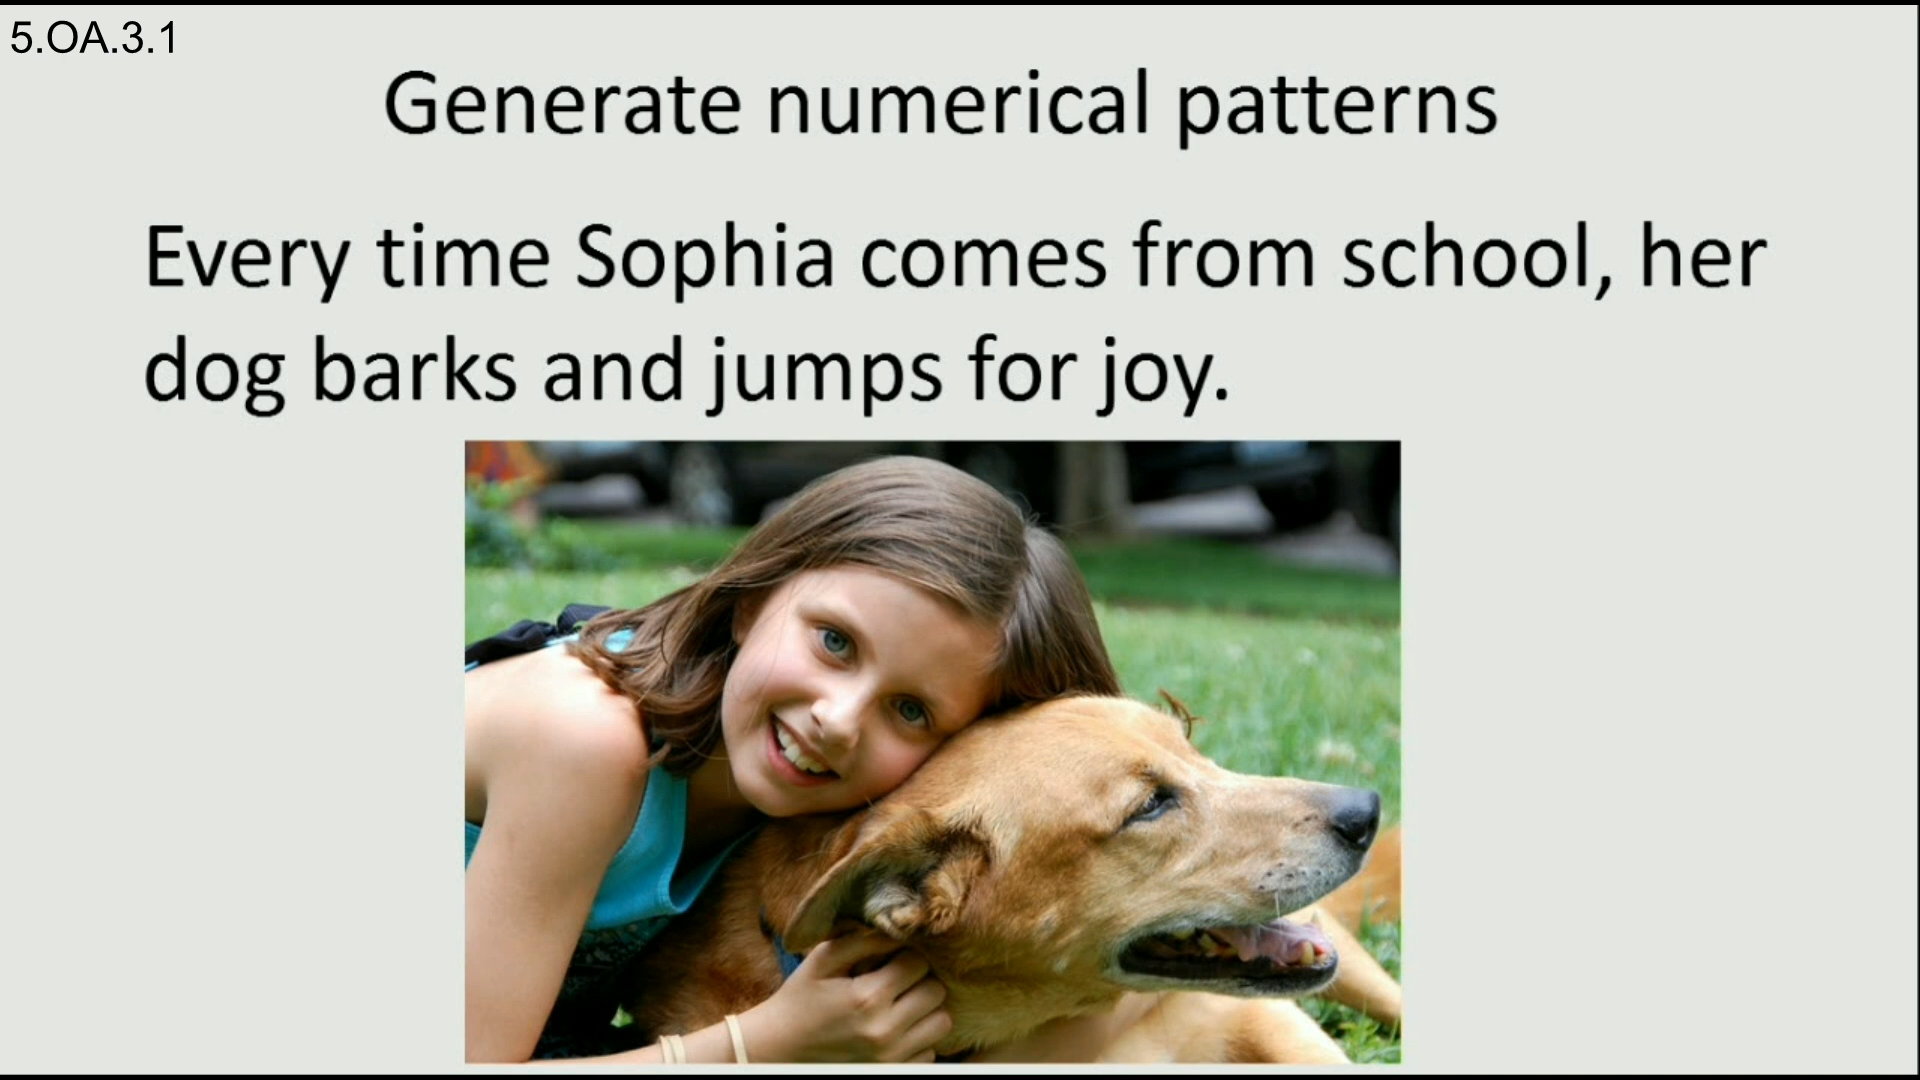 5.OA.3.1
Generate numerical patterns
Every time Sophia comes from school, her
dog barks and jumps for joy.